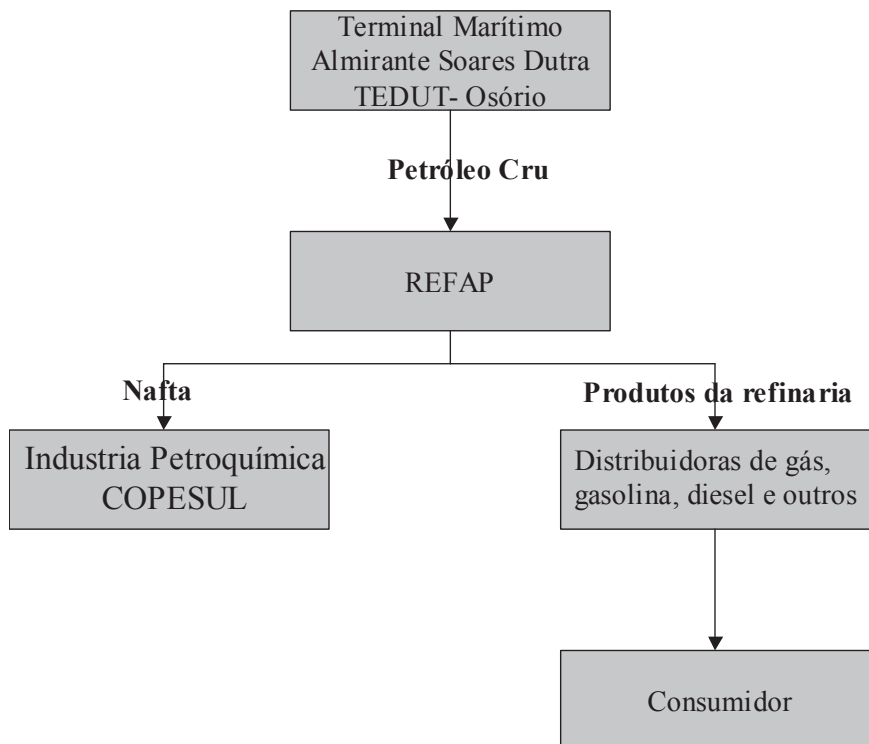 Terminal Marítimo
Almirante Soares Dutra
TEDUT- Osório
Petróleo Cru
REFAP
Nafta
Produtos da refinaria
Industria Petroquímica
COPESUL
Distribuidoras de gás,
gasolina, diesel e outros
Consumidor